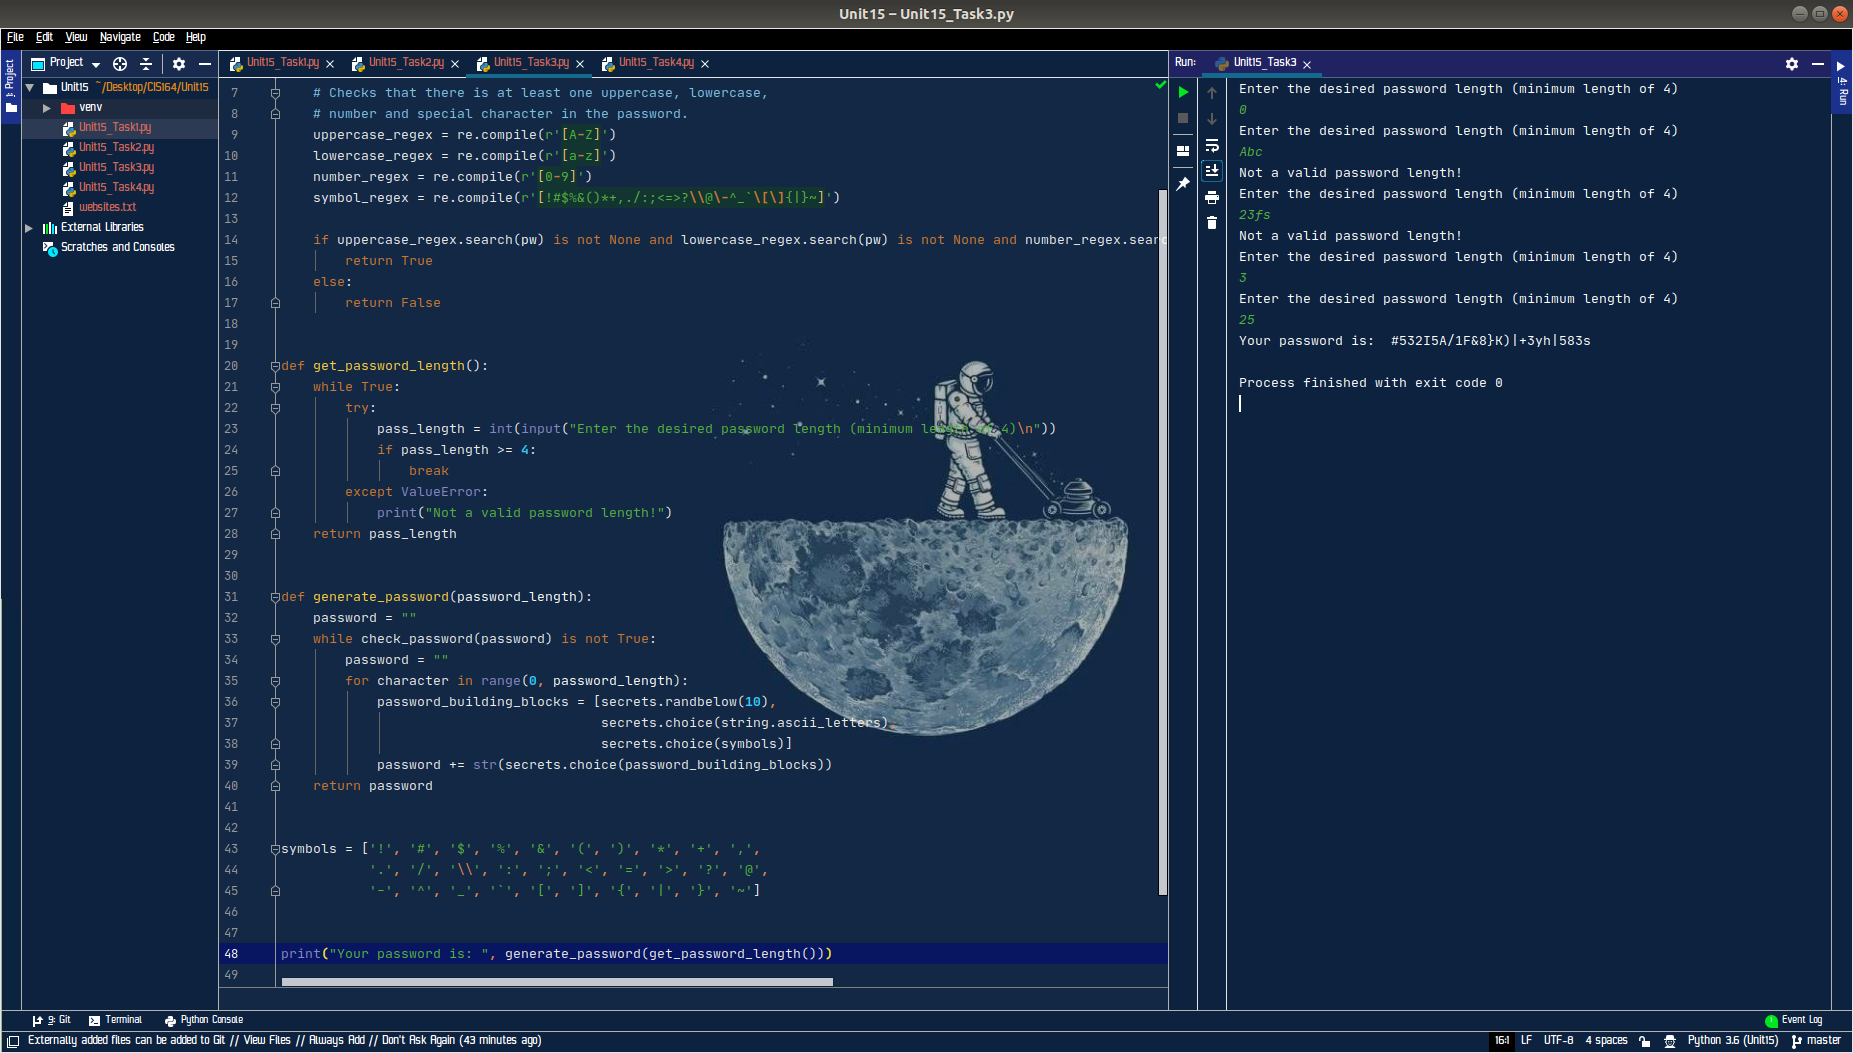 Unit15 – Unit15_Task3.py
File Edit View Navigate Code Help
1: Project
Project
Unit15 ~/Desktop/CIS164/Unit15
venv
Unit15_Task1.py
Unit15_Task2.py
Unit15_Task3.py
Unit15_Task4.py
websites.txt
External Libraries
Scratches and Consoles
Unit15_Task1.py Unit15_Task2.py Unit15_Task3.py Unit15_Task4.py
7 # Checks that there is at least one uppercase, lowercase,
8 # number and special character in the password.
9 uppercase_regex = re.compile(r'[A-Z]')
10 lowercase_regex = re.compile(r'[a-z]')
11 number_regex = re.compile(r'[0-9]')
12 symbol_regex = re.compile(r'[!#$%&()*+,./:;<=>?\\@\-^_`\[\]{|}~]')
13
14 if uppercase_regex.search(pw) is not None and lowercase_regex.search(pw) is not None and number_regex.searc
15 return True
16 else:
17 return False
18
19
20 def get_password_length():
21 while True:
22 try:
23 pass_length = int(input("Enter the desired password length (minimum length of 4)\n"))
24 if pass_length >= 4:
25 break
26 except ValueError:
27 print("Not a valid password length!")
28 return pass_length
29
30
31 def generate_password(password_length):
32 password = ""
33 while check_password(password) is not True:
34 password = ""
35 for character in range(0, password_length):
36 password_building_blocks = [secrets.randbelow(10),
37 secrets.choice(string.ascii_letters),
38 secrets.choice(symbols)]
39 password += str(secrets.choice(password_building_blocks))
40 return password
41
42
43 symbols = ['!', '#', '$', '%', '&', '(', ')', '*', '+', ',',
44 '.', '/', '\\', ':', ';', '<', '=', '>', '?', '@',
45 '-', '^', '_', '`', '[', ']', '{', '|', '}', '~']
46
47
48 print("Your password is: ", generate_password(get_password_length()))
49
Run: Unit15_Task3
Enter the desired password length (minimum length of 4)
0
Enter the desired password length (minimum length of 4)
Abc
Not a valid password length!
Enter the desired password length (minimum length of 4)
23fs
Not a valid password length!
Enter the desired password length (minimum length of 4)
3
Enter the desired password length (minimum length of 4)
25
Your password is:  #532I5A/1F&8}K)|+3yh|583s
Process finished with exit code 0
4: Run
9: Git Terminal Python Console Event Log
Externally added files can be added to Git // View Files // Always Add // Don't Ask Again (43 minutes ago)
16:1 LF UTF-8 4 spaces Python 3.6 (Unit15) master